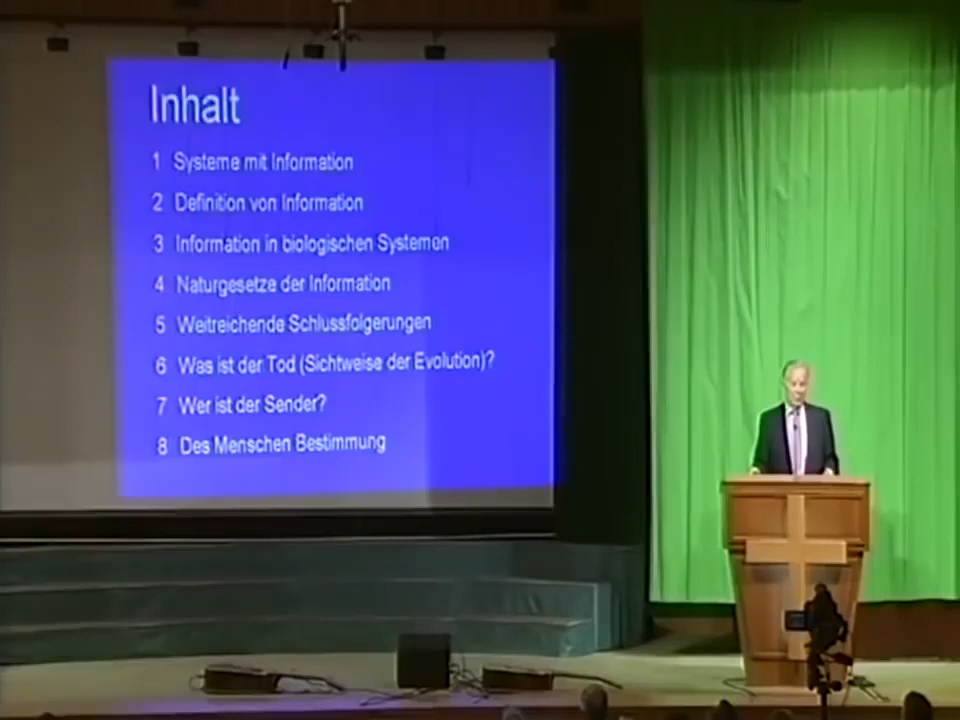 Inhalt
1 Systeme mit Information
2 Definition von Information
3 Information in biologischen Systemen
4 Naturgesetze der Information
5 Weitreichende Schlussfolgerungen
6 Was ist der Tod (Sichtweise der Evolution)?
7 Wer ist der Sender?
8 Des Menschen Bestimmung